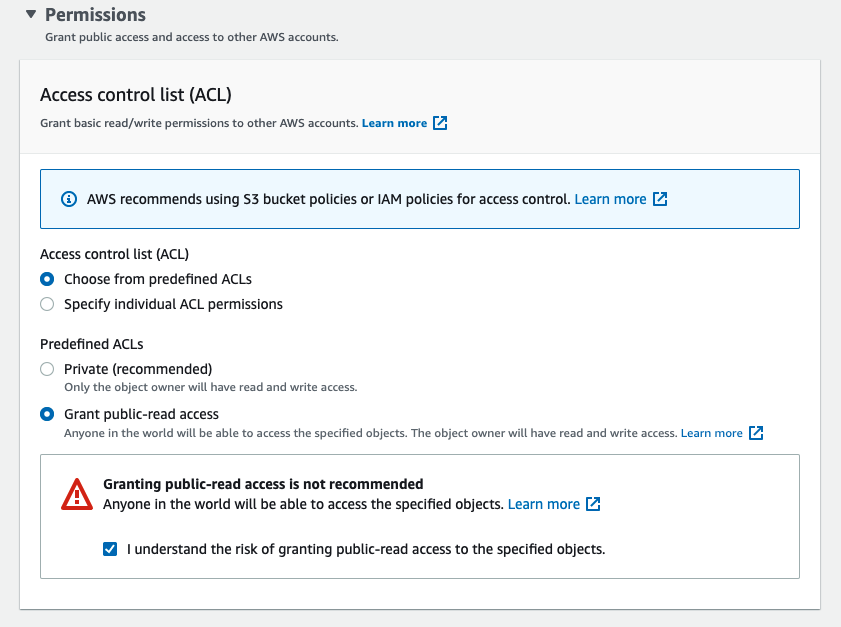 Permissions
Grant public access and access to other AWS accounts.
Access control list (ACL)
Grant basic read/write permissions to other AWS accounts. Learn more
AWS recommends using S3 bucket policies or IAM policies for access control. Learn more
Access control list (ACL)
Choose from predefined ACLs
Specify individual ACL permissions
Predefined ACLs
Private (recommended)
Only the object owner will have read and write access.
Grant public-read access
Anyone in the world will be able to access the specified objects. The object owner will have read and write access. Learn more
Granting public-read access is not recommended
Anyone in the world will be able to access the specified objects. Learn more
I understand the risk of granting public-read access to the specified objects.